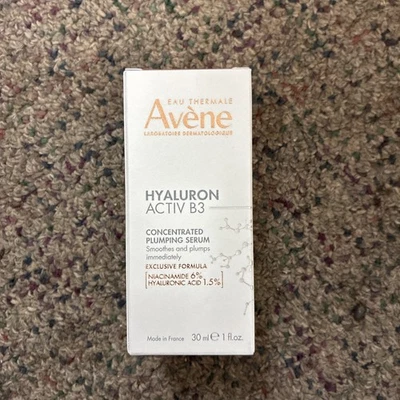 EAU THERMALE
Avène
LABORATOIRE DERMATOLOGIQUE
HYALURON
ACTIV B3
CONCENTRATED
PLUMPING SERUM
Smoothes and plumps
immediately
EXCLUSIVE FORMULA
NIACINAMIDE 6%
HYALURONIC ACID 1.5%
Made in France 30 ml ℮ 1 fl.oz.